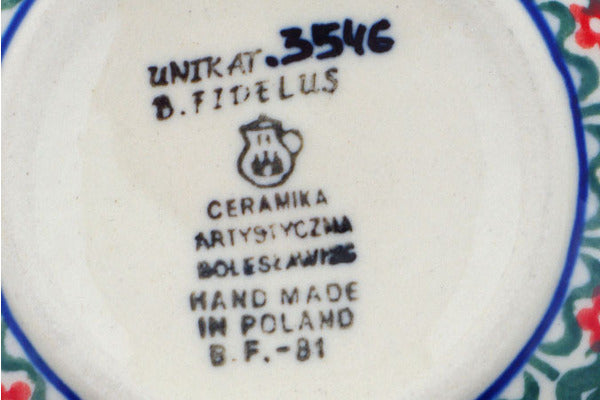 UNIKAT .3546
B. FIDELUS
CERAMIKA
ARTYSTYCZNA
BOLESŁAWIEC
HAND MADE
IN POLAND
B.F.-81